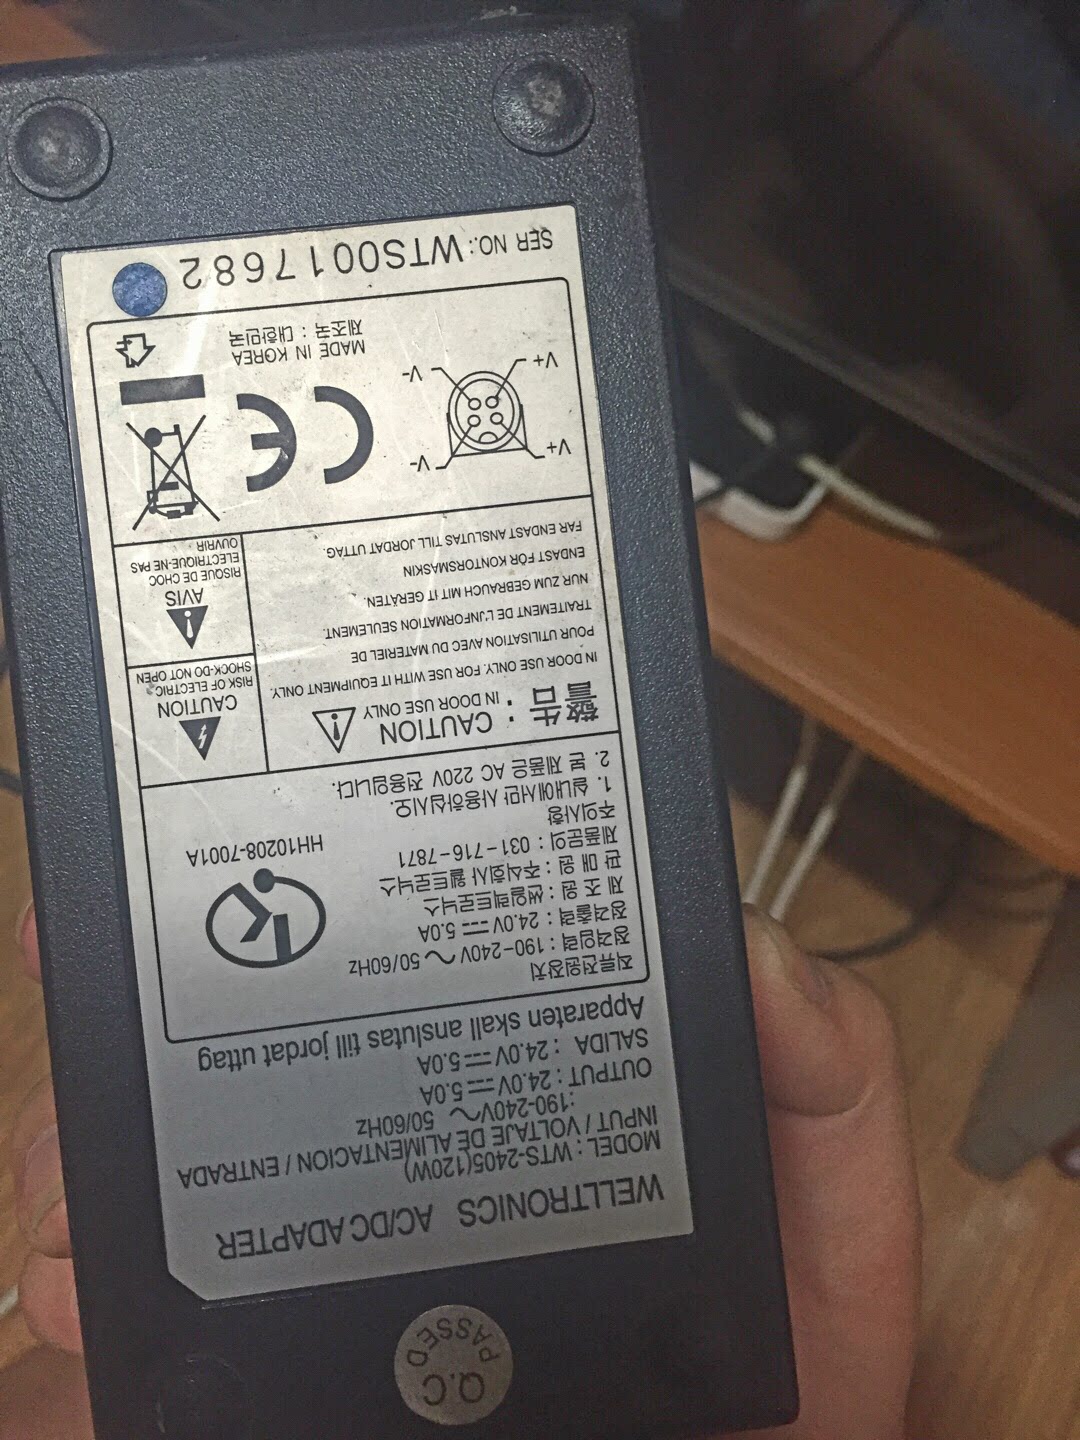 WELLTRONICS AC/DC ADAPTER
MODEL : WTS-2405(120W)
INPUT / VOLTAJE DE ALIMENTACION / ENTRADA
:190-240V～ 50/60Hz
OUTPUT : 24.0V⎓5.0A
SALIDA : 24.0V⎓5.0A
Apparaten skall anslutas till jordat uttag
직류전원장치
정격입력 : 190-240V～ 50/60Hz
정격출력 : 24.0V⎓5.0A
제 조 원 : 썬일렉트로닉스
판 매 원 : 주식회사 웰트로닉스
제품문의 : 031-716-7871
주의사항
1. 실내에서만 사용하십시오.
2. 본 제품은 AC 220V 전용입니다.
HH10208-7001A
警告 : CAUTION
IN DOOR USE ONLY
IN DOOR USE ONLY. FOR USE WITH IT EQUIPMENT ONLY.
POUR UTILISATION AVEC DU MATERIEL DE
TRAITEMENT DE L'INFORMATION SEULEMENT.
NUR ZUM GEBRAUCH MIT IT GERÄTEN.
ENDAST FÖR KONTORSMASKIN
FAR ENDAST ANSLUTAS TILL JORDAT UTTAG.
CAUTION
RISK OF ELECTRIC
SHOCK-DO NOT OPEN
AVIS
RISQUE DE CHOC
ELECTRIQUE-NE PAS
OUVRIR
V+ V-
V+ V-
CE
MADE IN KOREA
제조국 : 대한민국
SER NO.: WTS0017682
Q.C
PASSED